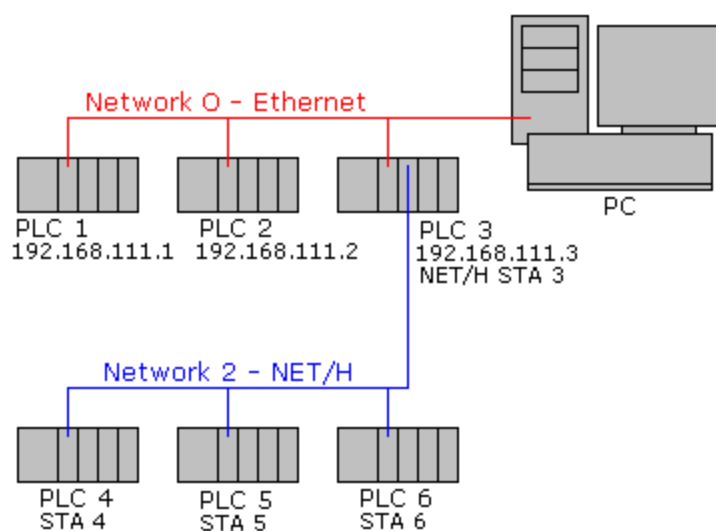 Network 0 - Ethernet
PC
PLC 1
192.168.111.1
PLC 2
192.168.111.2
PLC 3
192.168.111.3
NET/H STA 3
Network 2 - NET/H
PLC 4
STA 4
PLC 5
STA 5
PLC 6
STA 6